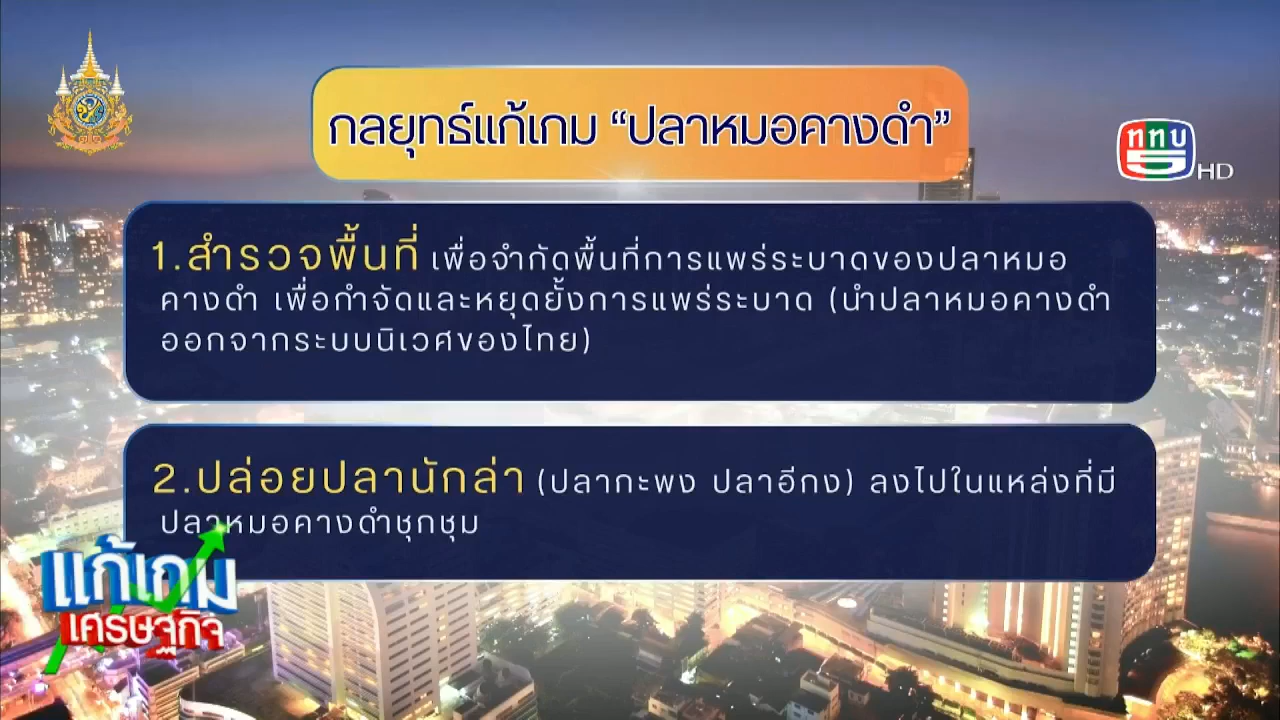 กลยุทธ์แก้เกม “ปลาหมอคางดำ”
ททบ 5 HD
1.สำรวจพื้นที่ เพื่อจำกัดพื้นที่การแพร่ระบาดของปลาหมอ
คางดำ เพื่อกำจัดและหยุดยั้งการแพร่ระบาด (นำปลาหมอคางดำ
ออกจากระบบนิเวศของไทย)
2.ปล่อยปลานักล่า (ปลากะพง ปลาอีกง) ลงไปในแหล่งที่มี
ปลาหมอคางดำชุกชุม
แก้เกม
เศรษฐกิจ